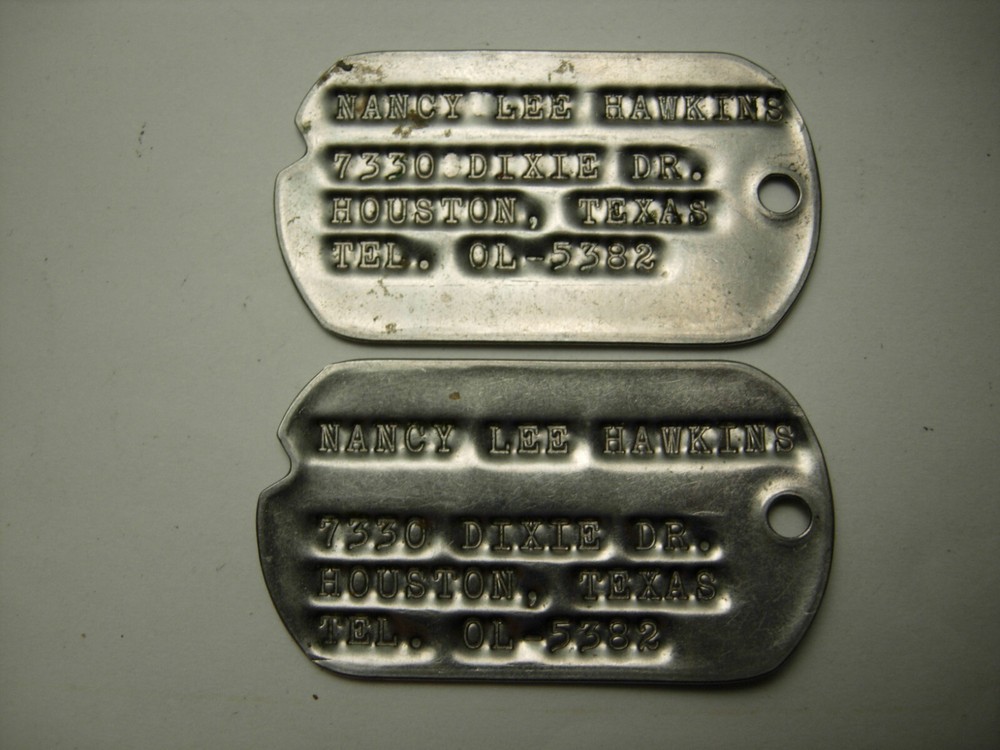 NANCY LEE HAWKINS
7330 DIXIE DR.
HOUSTON, TEXAS
TEL. OL-5382
NANCY LEE HAWKINS
7330 DIXIE DR.
HOUSTON, TEXAS
TEL. OL-5382